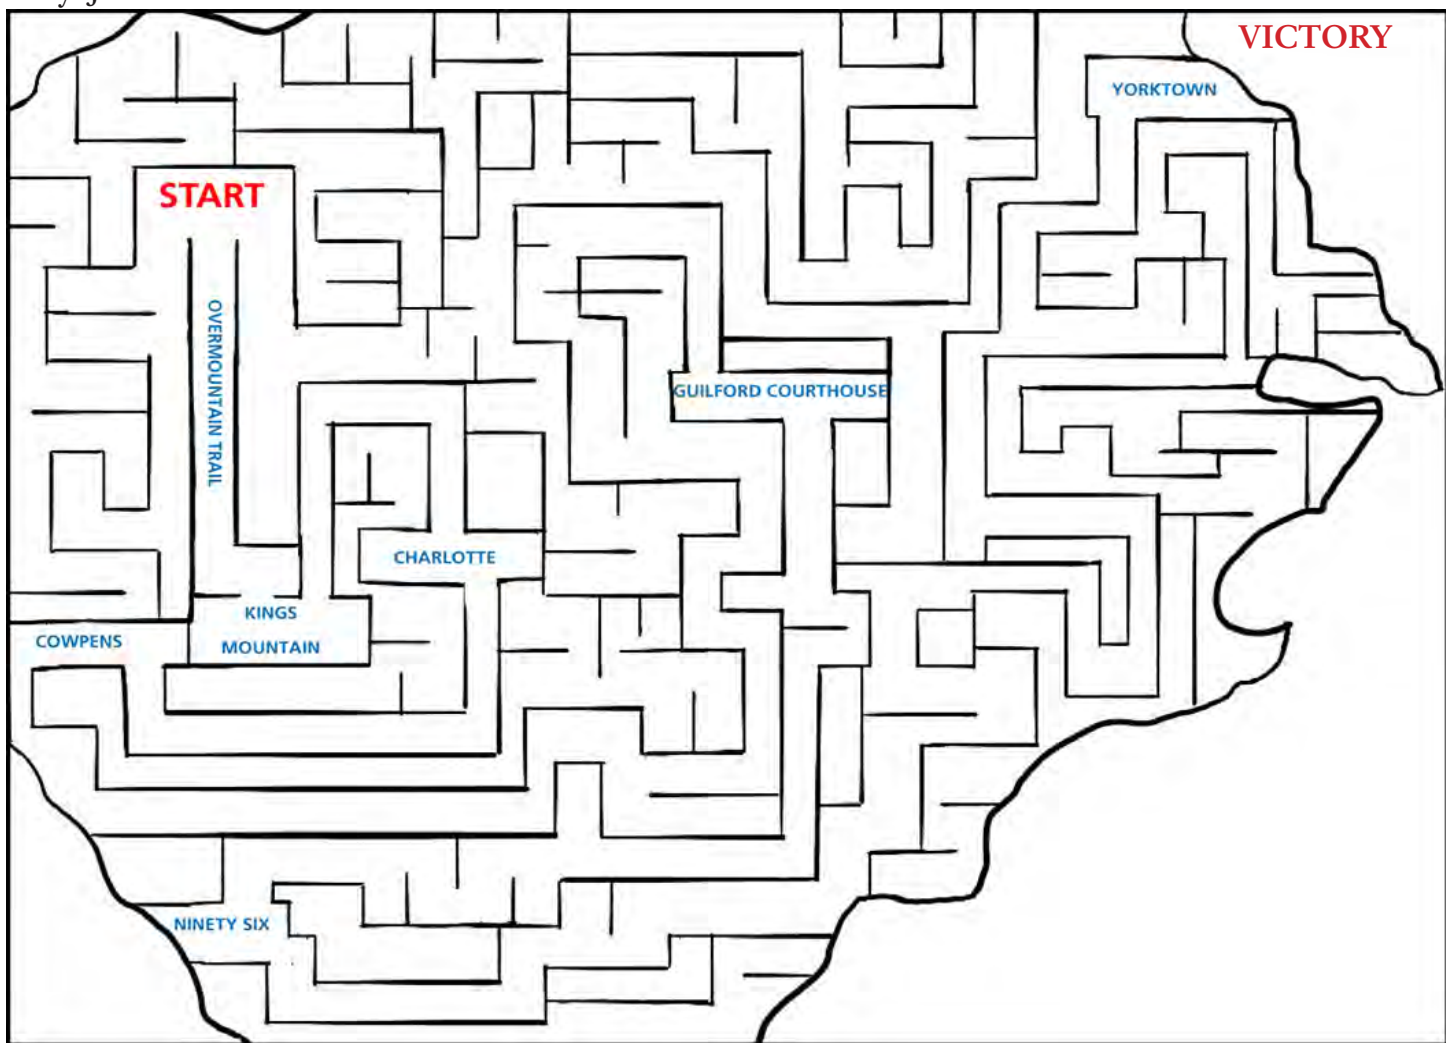 VICTORY
YORKTOWN
START
OVERMOUNTAIN TRAIL
GUILFORD COURTHOUSE
CHARLOTTE
KINGS
MOUNTAIN
COWPENS
NINETY SIX